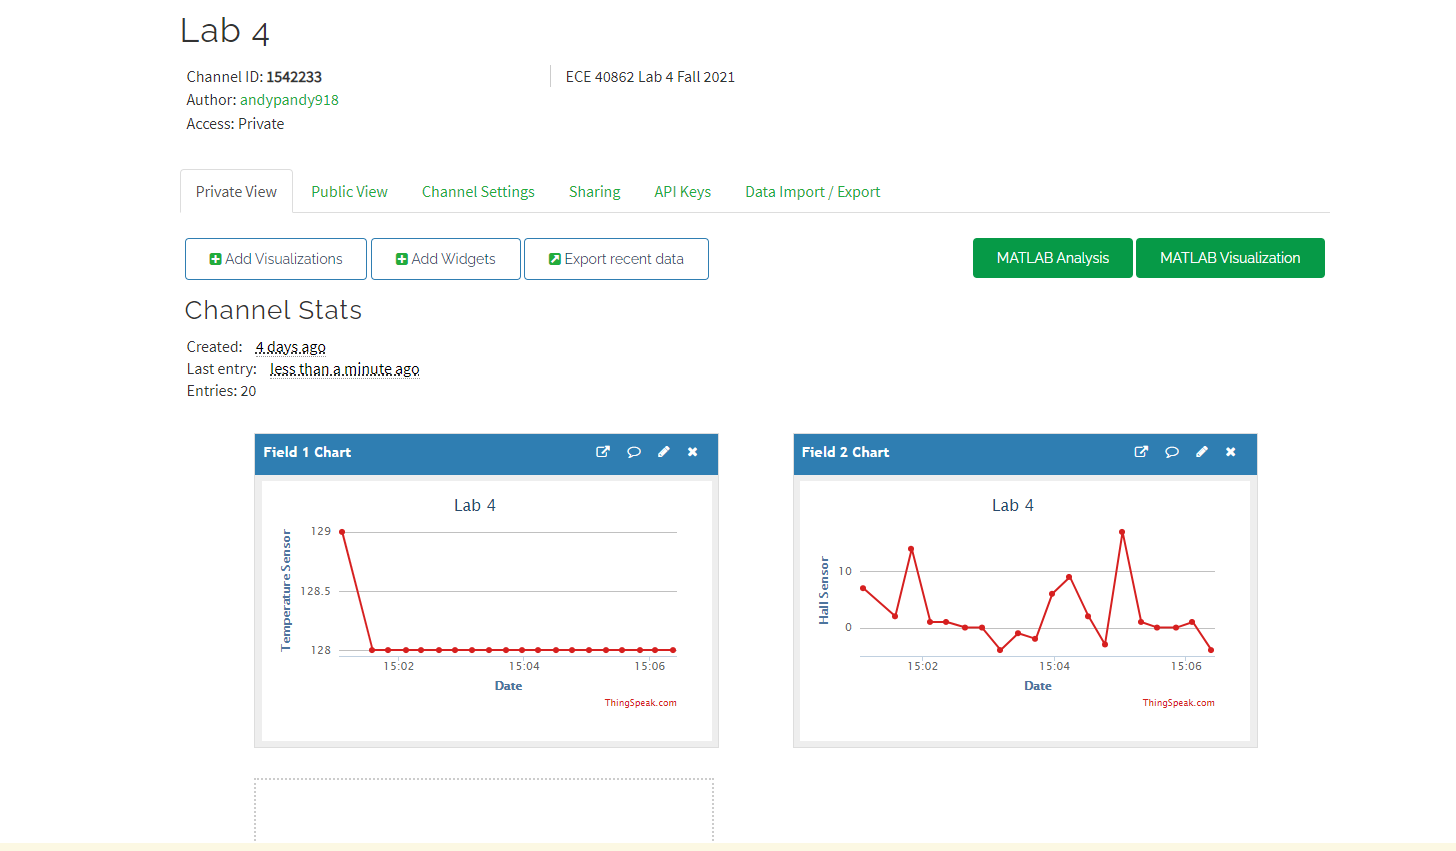 Lab 4
Channel ID: 1542233
Author: andypandy918
Access: Private
ECE 40862 Lab 4 Fall 2021
Private View Public View Channel Settings Sharing API Keys Data Import / Export
Add Visualizations Add Widgets Export recent data MATLAB Analysis MATLAB Visualization
Channel Stats
Created: 4 days ago
Last entry: less than a minute ago
Entries: 20
Field 1 Chart
Lab 4
Temperature Sensor
129
128.5
128
15:02 15:04 15:06
Date
ThingSpeak.com
Field 2 Chart
Lab 4
Hall Sensor
10
0
15:02 15:04 15:06
Date
ThingSpeak.com